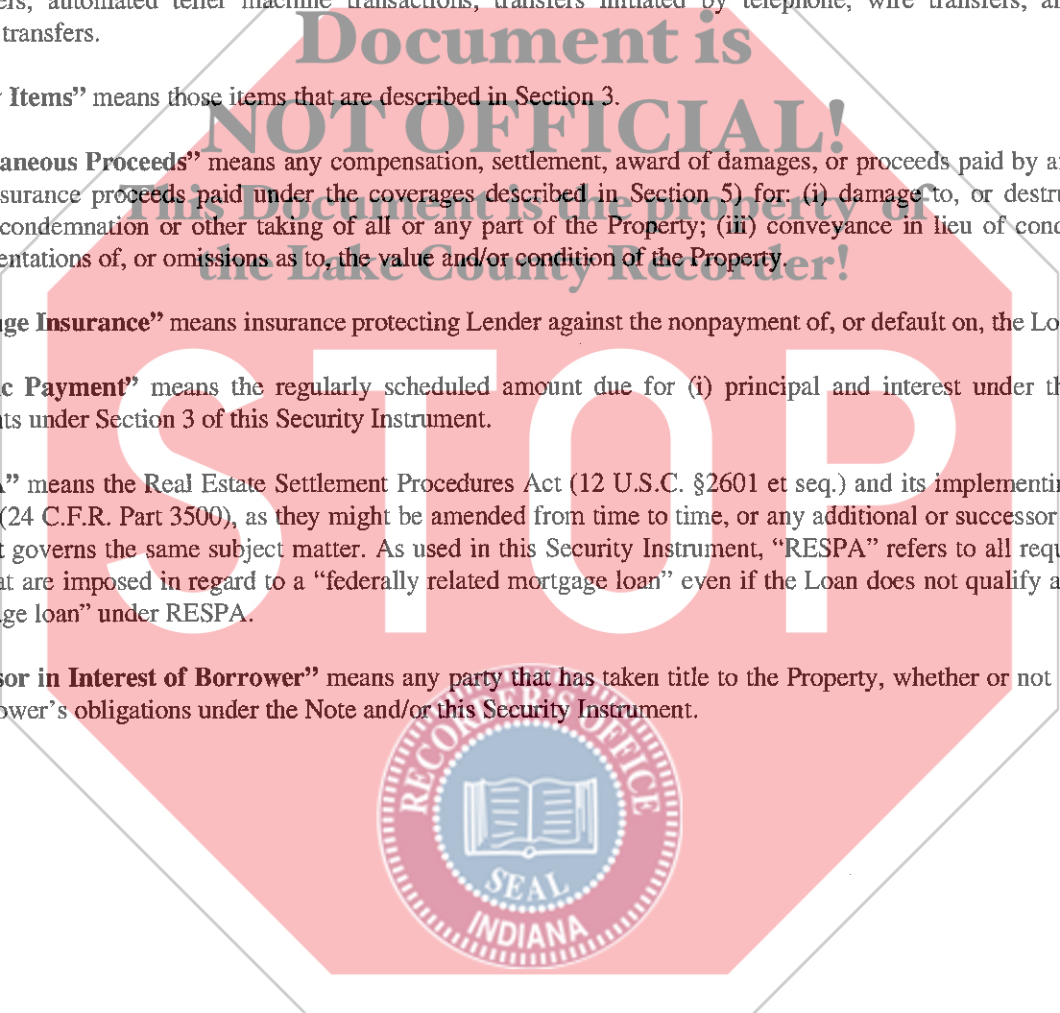 ers, automated teller machine transactions, transfers initiated by telephone, wire transfers, a
transfers.
Document is
Items” means those items that are described in Section 3.
NOT OFFICIAL!
aneous Proceeds” means any compensation, settlement, award of damages, or proceeds paid by a
surance proceeds paid under the coverages described in Section 5) for: (i) damage to, or destru
This Document is the property of
condemnation or other taking of all or any part of the Property; (iii) conveyance in lieu of conc
entations of, or omissions as to, the value and/or condition of the Property.
the Lake County Recorder!
ge Insurance” means insurance protecting Lender against the nonpayment of, or default on, the Lo
STOP
c Payment” means the regularly scheduled amount due for (i) principal and interest under th
ts under Section 3 of this Security Instrument.
” means the Real Estate Settlement Procedures Act (12 U.S.C. §2601 et seq.) and its implementin
(24 C.F.R. Part 3500), as they might be amended from time to time, or any additional or successor
t governs the same subject matter. As used in this Security Instrument, “RESPA” refers to all requ
at are imposed in regard to a “federally related mortgage loan” even if the Loan does not qualify a
ge loan” under RESPA.
sor in Interest of Borrower” means any party that has taken title to the Property, whether or not
ower’s obligations under the Note and/or this Security Instrument.
RECORDER'S OFFICE
SEAL
INDIANA